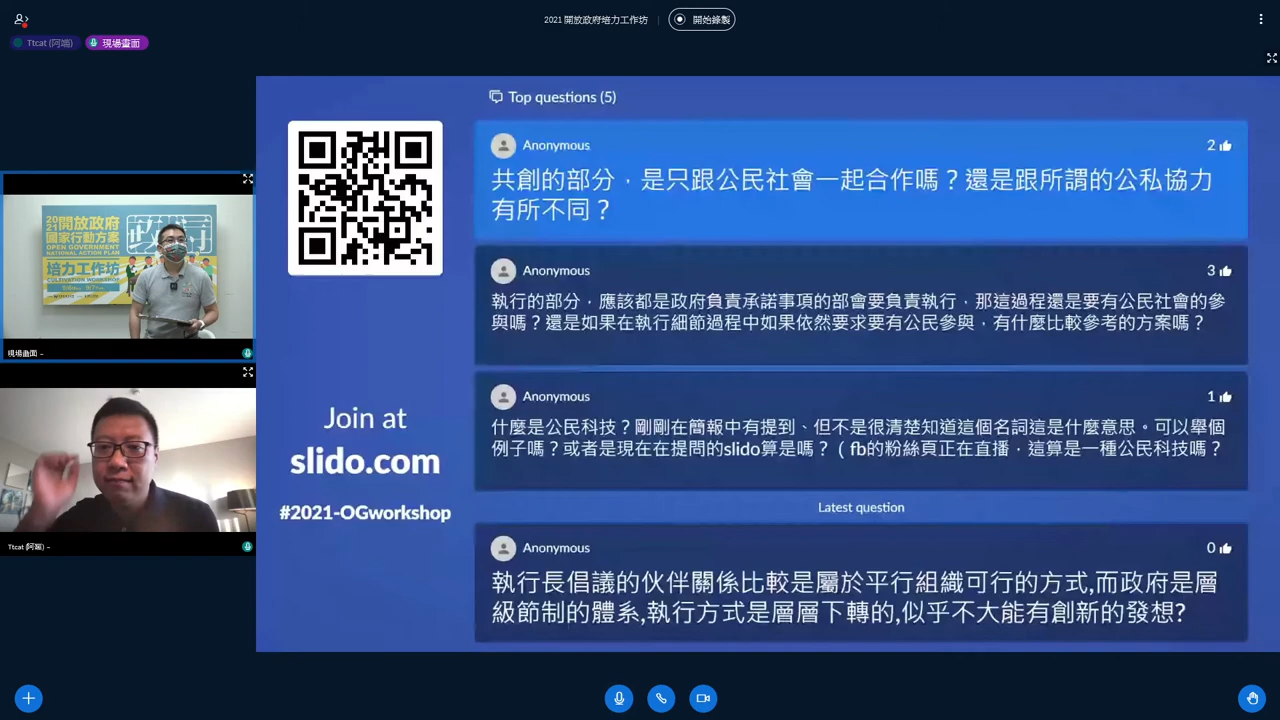 2021 開放政府培力工作坊
開始錄製
Ttcat (阿端)
現場畫面
2021開放政府
國家行動方案
OPEN GOVERNMENT
NATIONAL ACTION PLAN
培力工作坊
CULTIVATION WORKSHOP
現場畫面 -
Ttcat (阿端) -
Join at
slido.com
#2021-OGworkshop
Top questions (5)
Anonymous
2
共創的部分，是只跟公民社會一起合作嗎？還是跟所謂的公私協力
有所不同？
Anonymous
3
執行的部分，應該都是政府負責承諾事項的部會要負責執行，那這過程還是要有公民社會的參
與嗎？還是如果在執行細節過程中如果依然要求要有公民參與，有什麼比較參考的方案嗎？
Anonymous
1
什麼是公民科技？剛剛在簡報中有提到、但不是很清楚知道這個名詞這是什麼意思。可以舉個
例子嗎？或者是現在在提問的slido算是嗎？（ fb的粉絲頁正在直播，這算是一種公民科技嗎？
Latest question
Anonymous
0
執行長倡議的伙伴關係比較是屬於平行組織可行的方式,而政府是層
級節制的體系,執行方式是層層下轉的,似乎不大能有創新的發想?